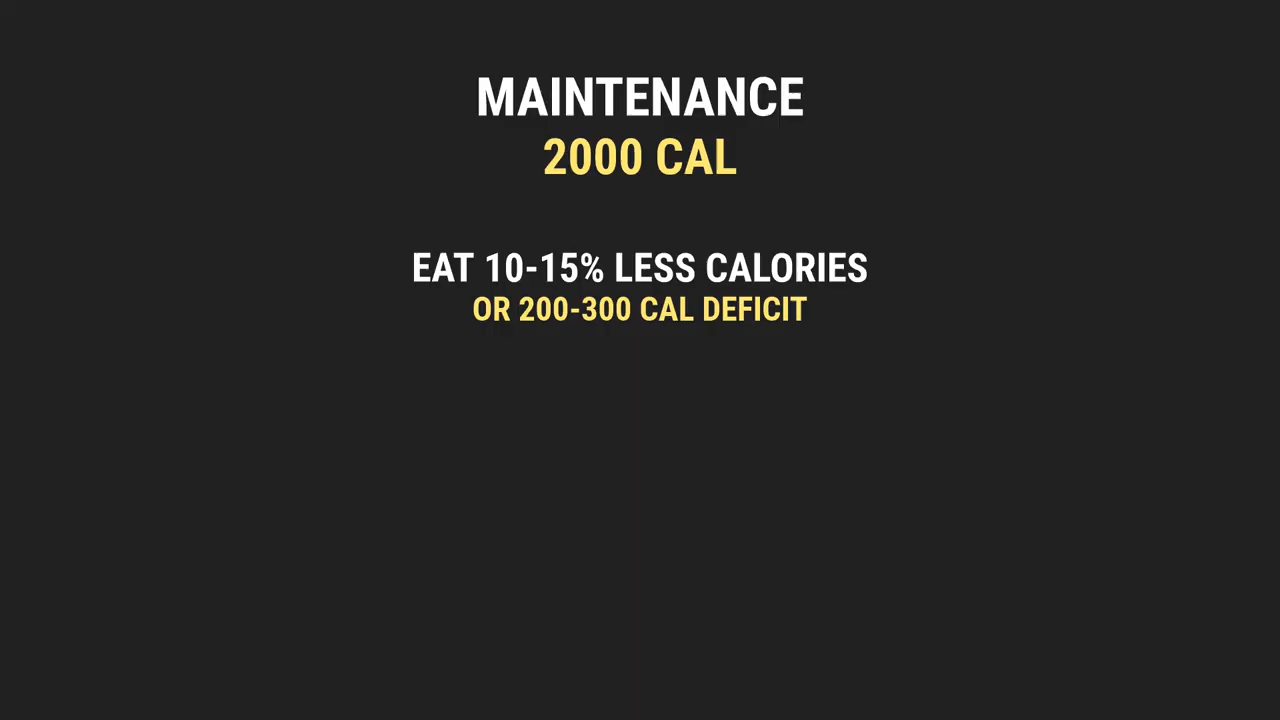 MAINTENANCE
2000 CAL
EAT 10-15% LESS CALORIES
OR 200-300 CAL DEFICIT